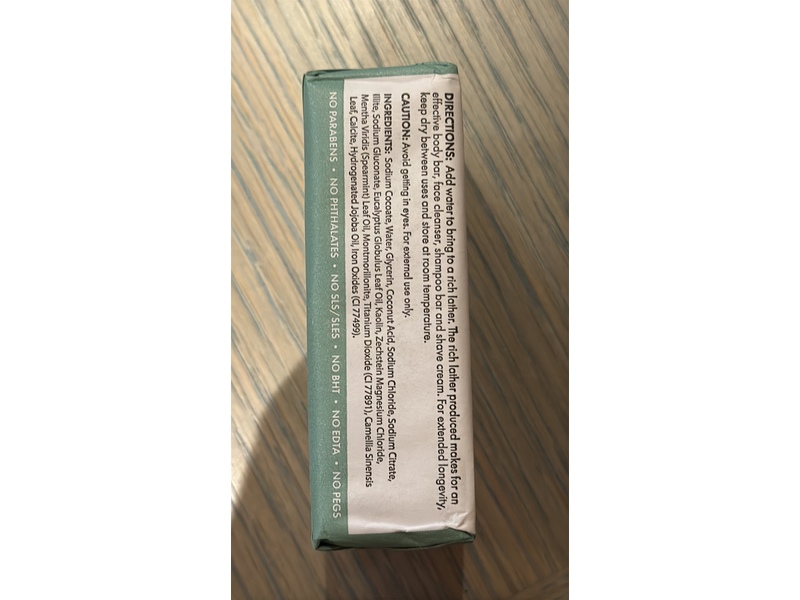 DIRECTIONS: Add water to bring to a rich lather. The rich lather produced makes for an
effective body bar, face cleanser, shampoo bar and shave cream. For extended longevity,
keep dry between uses and store at room temperature.
CAUTION: Avoid getting in eyes. For external use only.
INGREDIENTS: Sodium Cocoate, Water, Glycerin, Coconut Acid, Sodium Chloride, Sodium Citrate,
Illite, Sodium Gluconate, Eucalyptus Globulus Leaf Oil, Kaolin, Zechstein Magnesium Chloride,
Mentha Viridis (Spearmint) Leaf Oil, Montmorillonite, Titanium Dioxide (CI 77891), Camellia Sinensis
Leaf, Calcite, Hydrogenated Jojoba Oil, Iron Oxides (CI 77499).
NO PARABENS • NO PHTHALATES • NO SLS/SLES • NO BHT • NO EDTA • NO PEGS